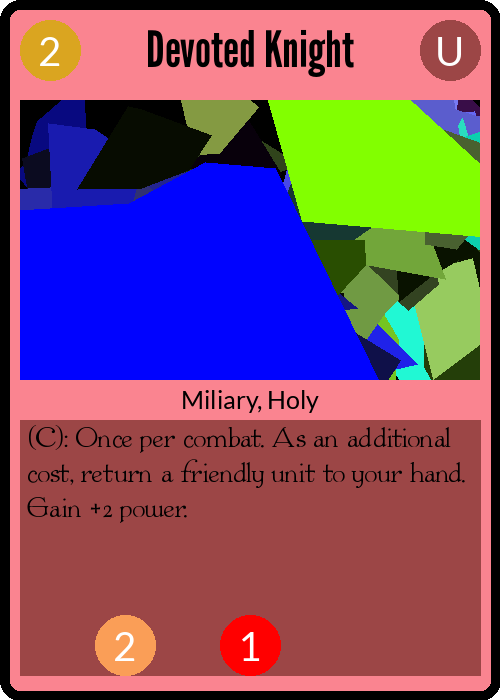 2 Devoted Knight U
Miliary, Holy
(C): Once per combat. As an additional
cost, return a friendly unit to your hand.
Gain +2 power.
2 1